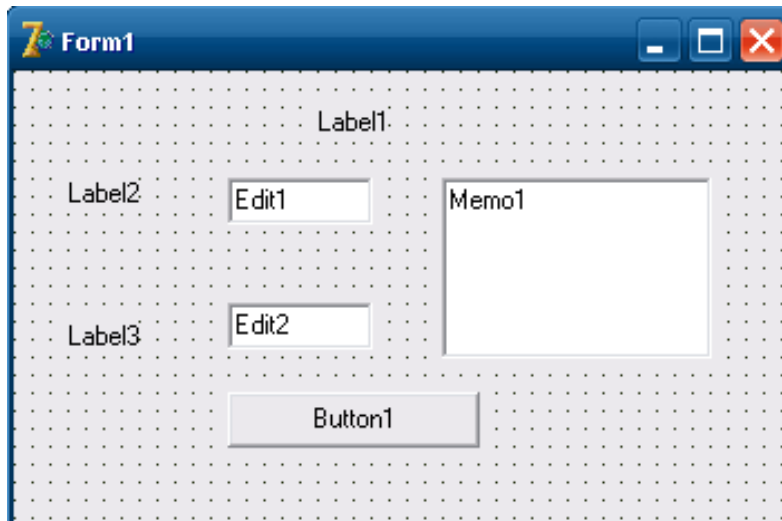 Form1
Label1
Label2
Edit1
Memo1
Label3
Edit2
Button1